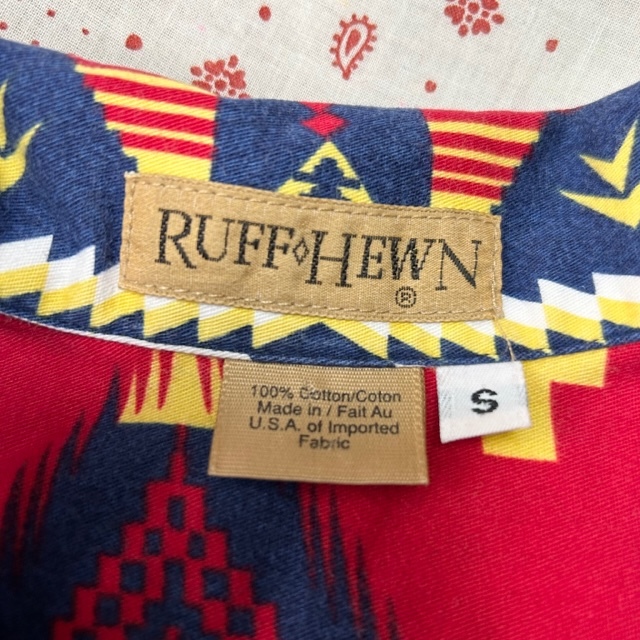 RUFF◊HEWN
®
100% Cotton/Coton
Made in / Fait Au
U.S.A. of Imported
Fabric
S